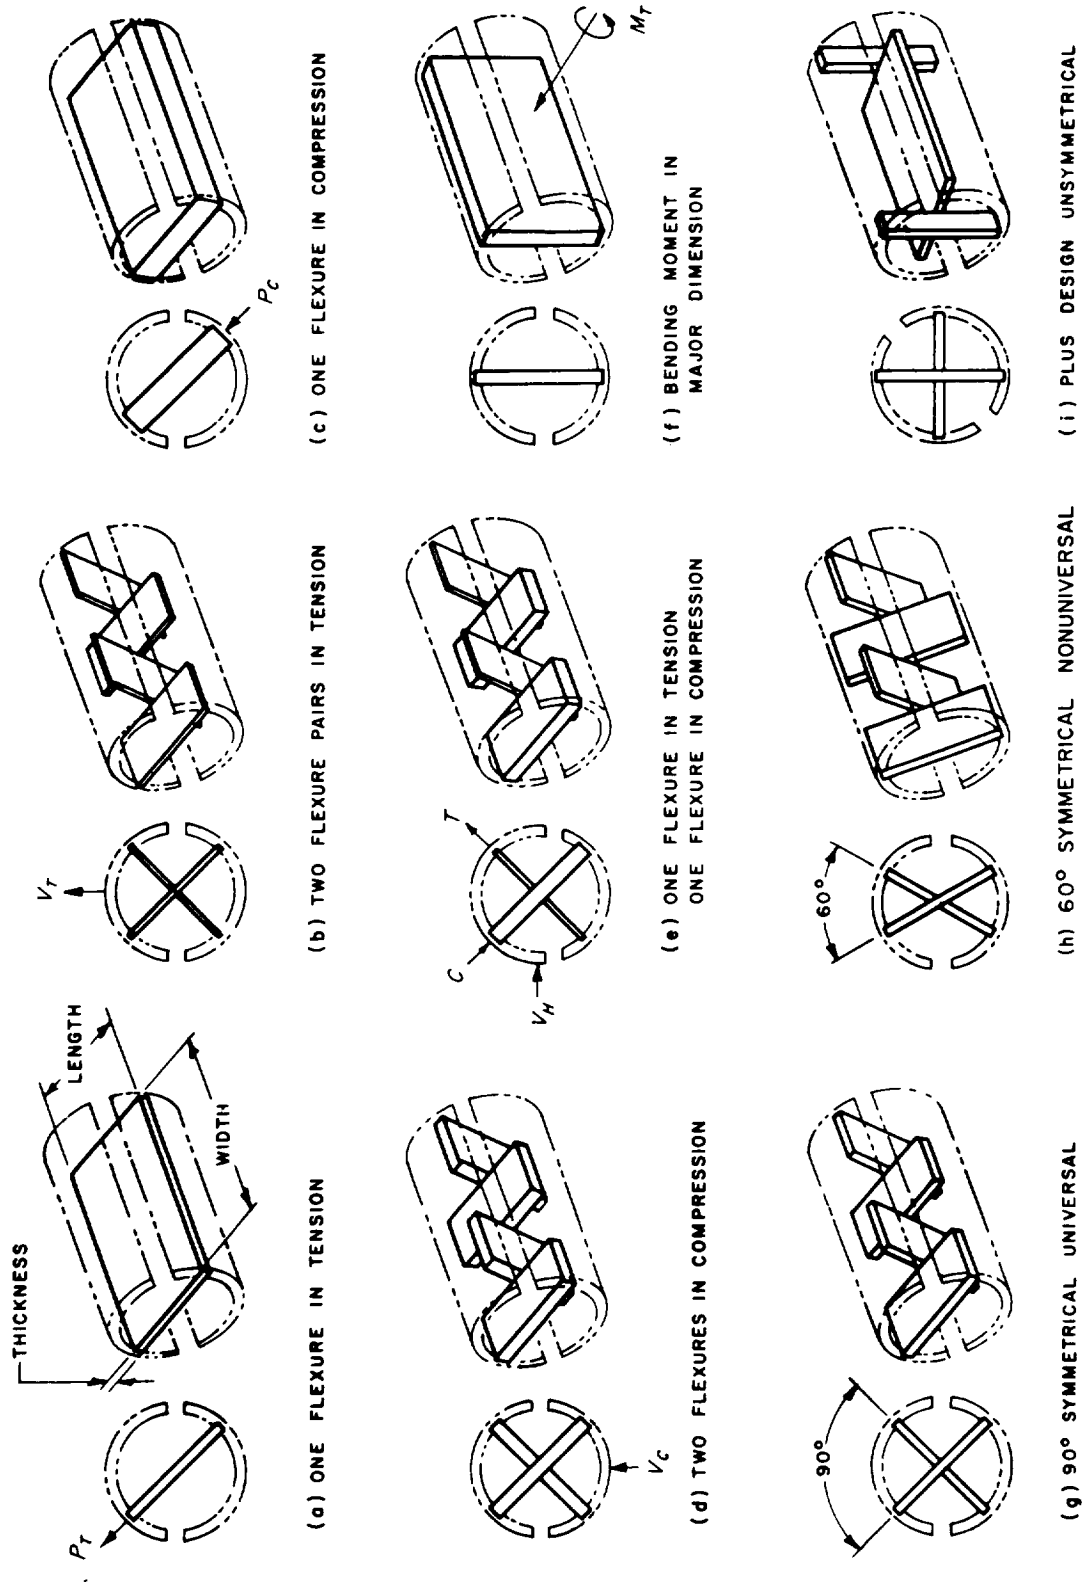 THICKNESS
LENGTH
WIDTH
P_T
(a) ONE FLEXURE IN TENSION
V_T
(b) TWO FLEXURE PAIRS IN TENSION
P_C
(c) ONE FLEXURE IN COMPRESSION
V_C
(d) TWO FLEXURES IN COMPRESSION
C
T
V_H
(e) ONE FLEXURE IN TENSION
ONE FLEXURE IN COMPRESSION
M_T
(f) BENDING MOMENT IN
MAJOR DIMENSION
90°
(g) 90° SYMMETRICAL UNIVERSAL
60°
(h) 60° SYMMETRICAL NONUNIVERSAL
(i) PLUS DESIGN UNSYMMETRICAL